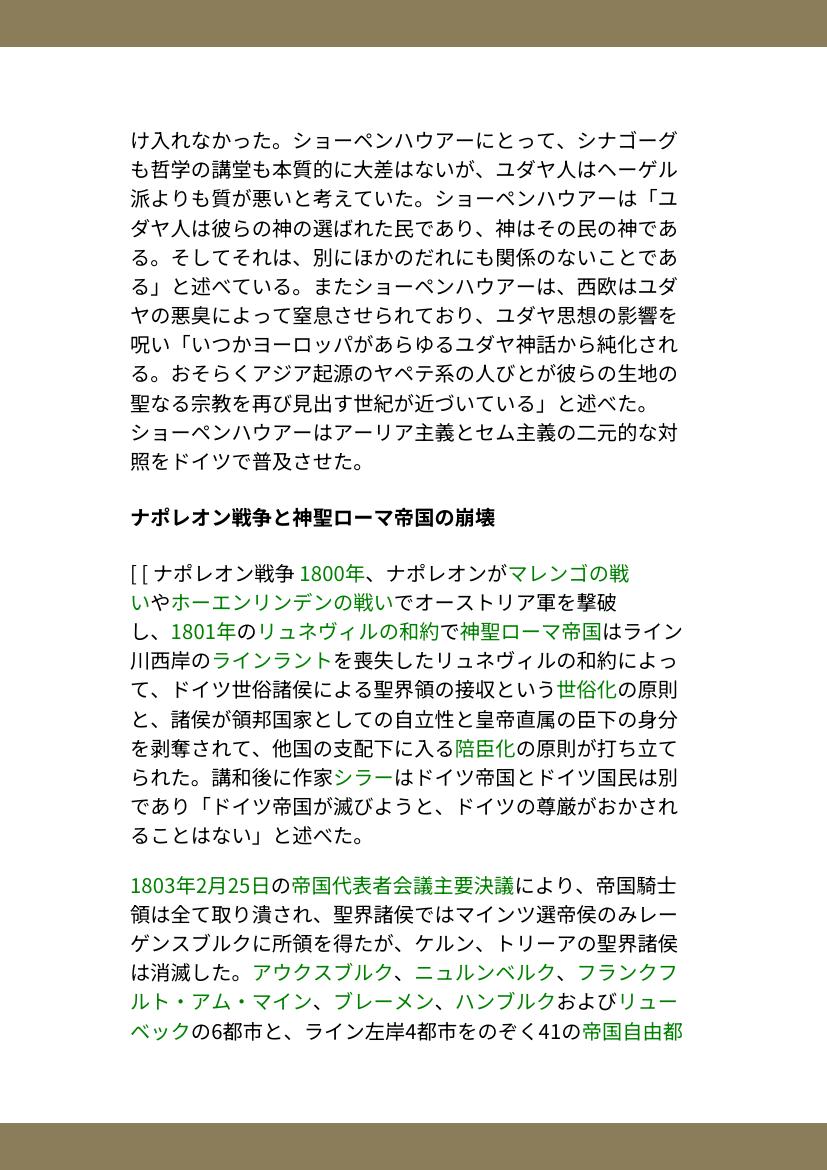 け入れなかった。ショーペンハウアーにとって、シナゴーグ
も哲学の講堂も本質的に大差はないが、ユダヤ人はヘーゲル
派よりも質が悪いと考えていた。ショーペンハウアーは「ユ
ダヤ人は彼らの神の選ばれた民であり、神はその民の神であ
る。そしてそれは、別にほかのだれにも関係のないことであ
る」と述べている。またショーペンハウアーは、西欧はユダ
ヤの悪臭によって窒息させられており、ユダヤ思想の影響を
呪い「いつかヨーロッパがあらゆるユダヤ神話から純化され
る。おそらくアジア起源のヤペテ系の人びとが彼らの生地の
聖なる宗教を再び見出す世紀が近づいている」と述べた。
ショーペンハウアーはアーリア主義とセム主義の二元的な対
照をドイツで普及させた。
ナポレオン戦争と神聖ローマ帝国の崩壊
[ [ ナポレオン戦争 1800年、ナポレオンがマレンゴの戦
いやホーエンリンデンの戦いでオーストリア軍を撃破
し、1801年のリュネヴィルの和約で神聖ローマ帝国はライン
川西岸のラインラントを喪失したリュネヴィルの和約によっ
て、ドイツ世俗諸侯による聖界領の接収という世俗化の原則
と、諸侯が領邦国家としての自立性と皇帝直属の臣下の身分
を剥奪されて、他国の支配下に入る陪臣化の原則が打ち立て
られた。講和後に作家シラーはドイツ帝国とドイツ国民は別
であり「ドイツ帝国が滅びようと、ドイツの尊厳がおかされ
ることはない」と述べた。
1803年2月25日の帝国代表者会議主要決議により、帝国騎士
領は全て取り潰され、聖界諸侯ではマインツ選帝侯のみレー
ゲンスブルクに所領を得たが、ケルン、トリーアの聖界諸侯
は消滅した。アウクスブルク、ニュルンベルク、フランクフ
ルト・アム・マイン、ブレーメン、ハンブルクおよびリュー
ベックの6都市と、ライン左岸4都市をのぞく41の帝国自由都